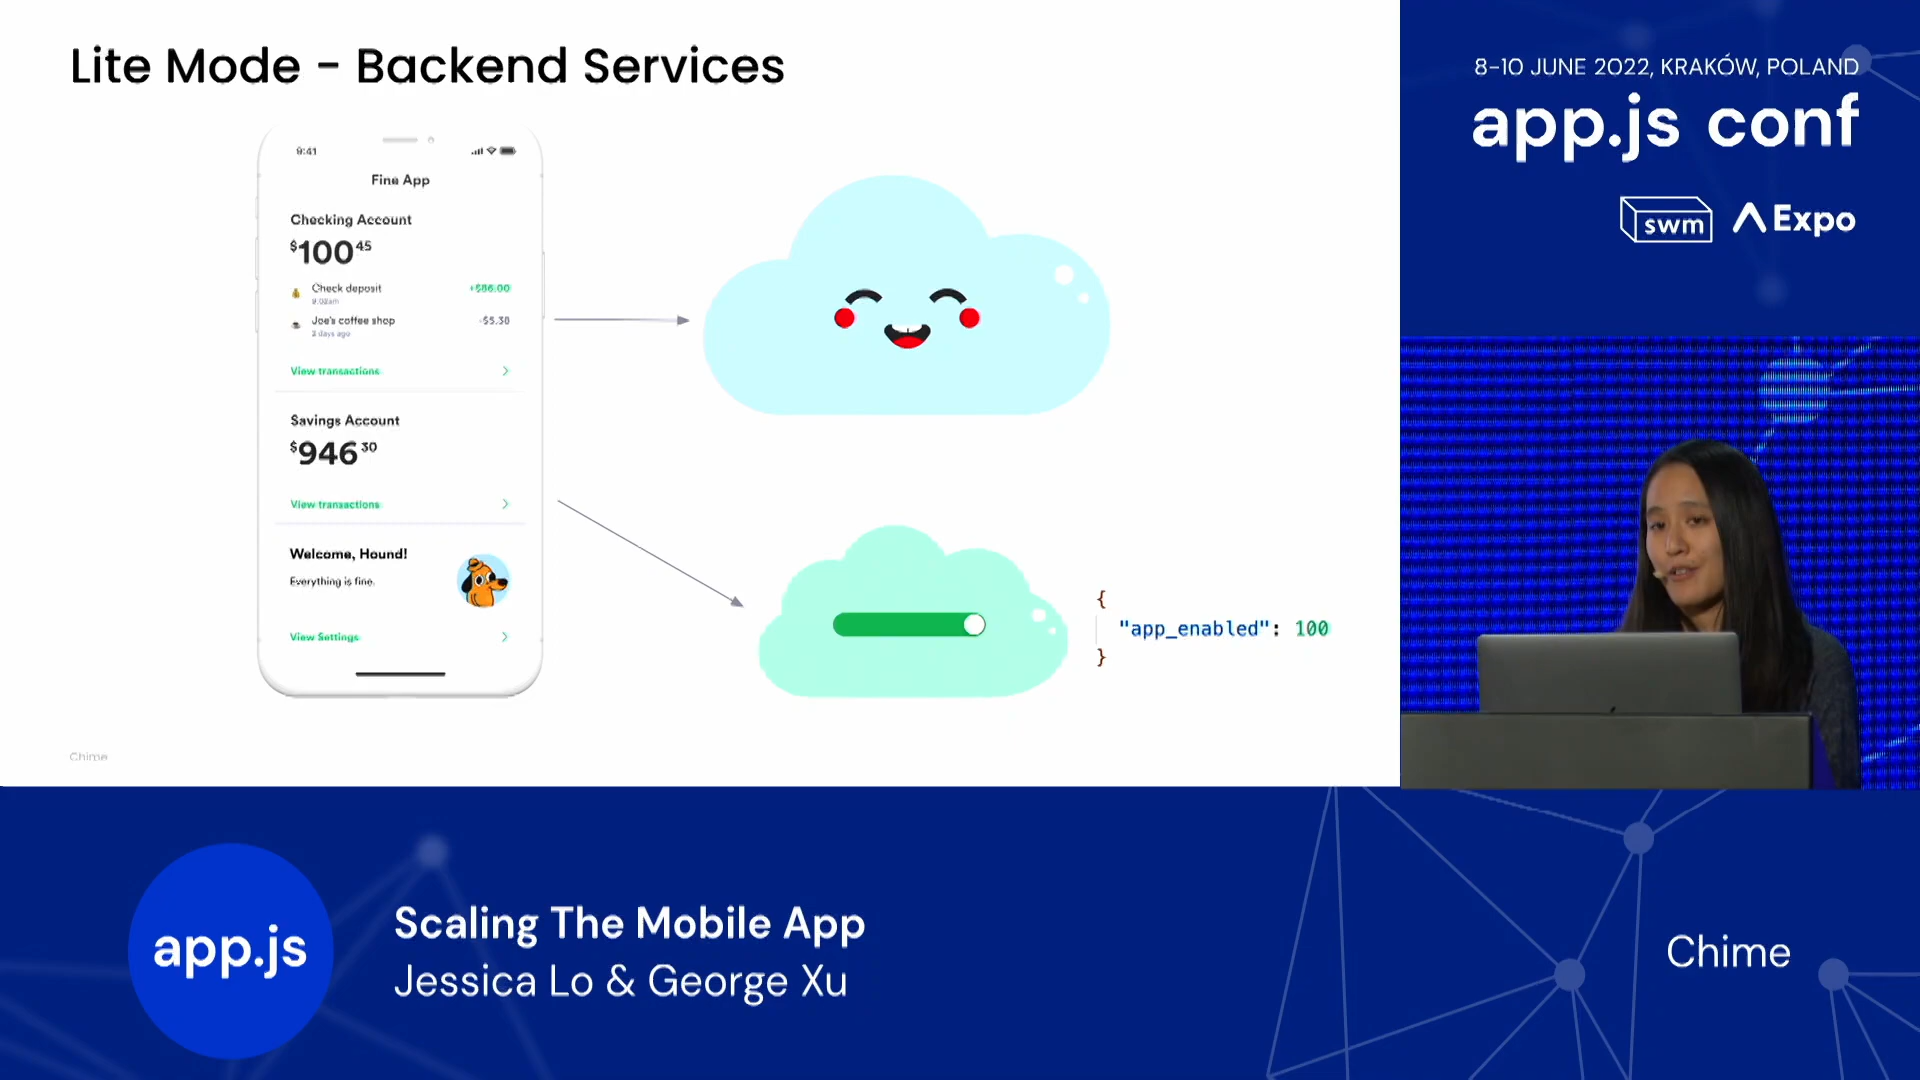 Lite Mode - Backend Services
9:41
Fine App
Checking Account
$100 45
Check deposit
+$86.00
9:02am
Joe's coffee shop
-$5.30
2 days ago
View transactions
Savings Account
$946 30
View transactions
Welcome, Hound!
Everything is fine.
View Settings
{
"app_enabled": 100
}
Chime
8-10 JUNE 2022, KRAKÓW, POLAND
app.js conf
swm
Expo
app.js
Scaling The Mobile App
Jessica Lo & George Xu
Chime